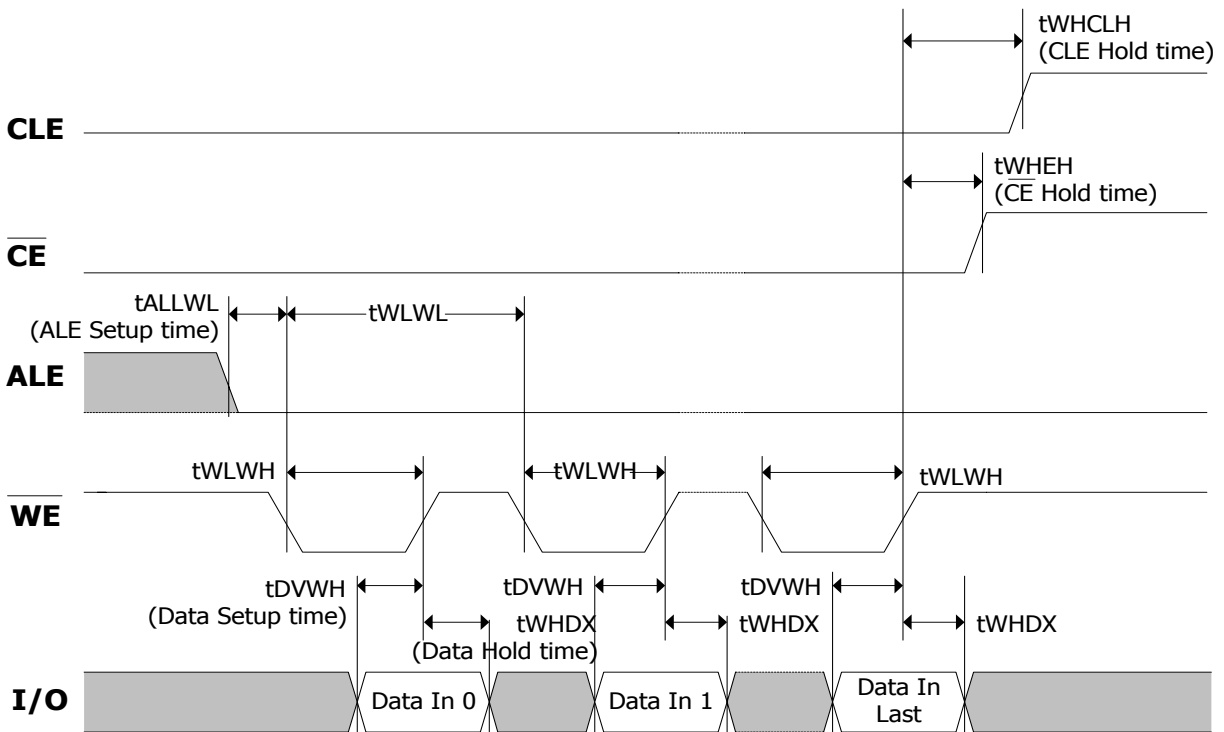 tWHCLH
(CLE Hold time)
CLE
tWHEH
(CE Hold time)
CE
tALLWL
(ALE Setup time)
tWLWL
ALE
tWLWH
tWLWH
tWLWH
WE
tDVWH
(Data Setup time)
tDVWH
tDVWH
tWHDX
(Data Hold time)
tWHDX
tWHDX
I/O
Data In 0
Data In 1
Data In
Last